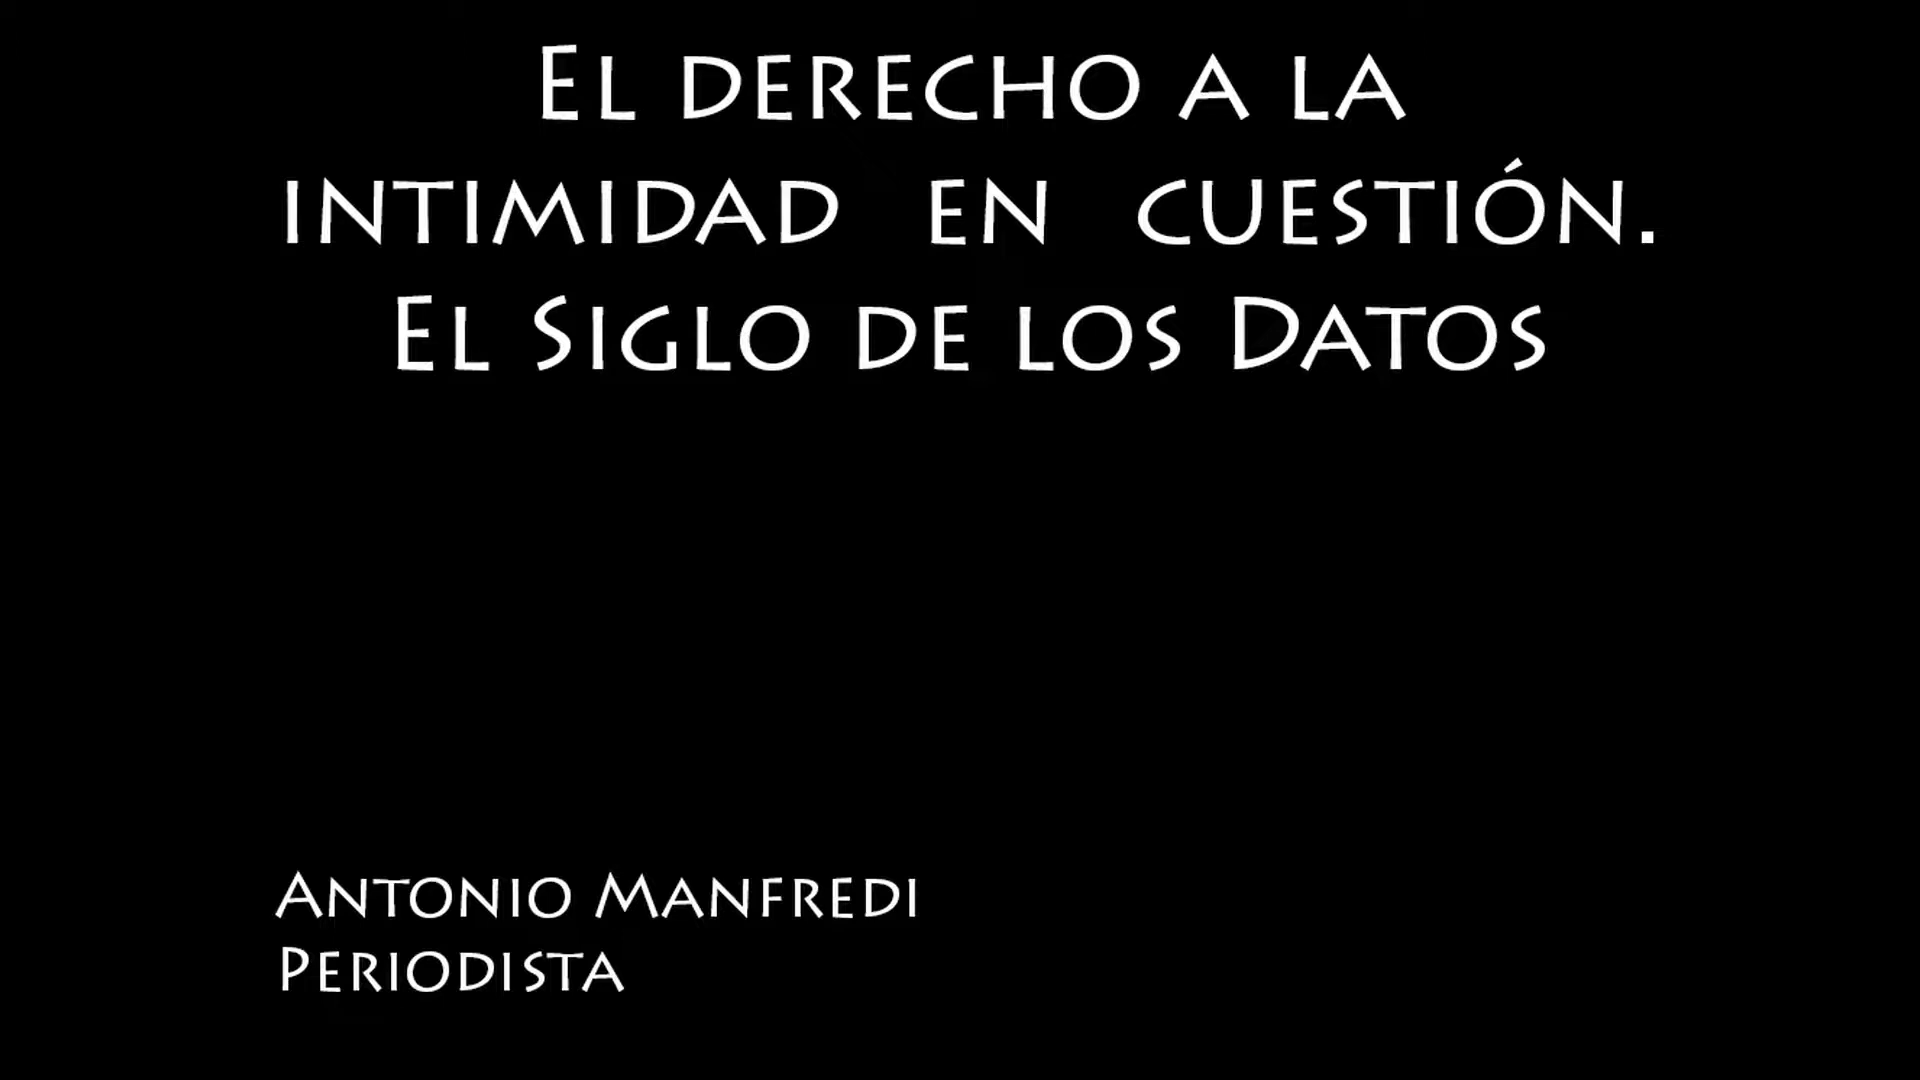 El derecho a la
intimidad en cuestión.
El Siglo de los Datos
Antonio Manfredi
Periodista